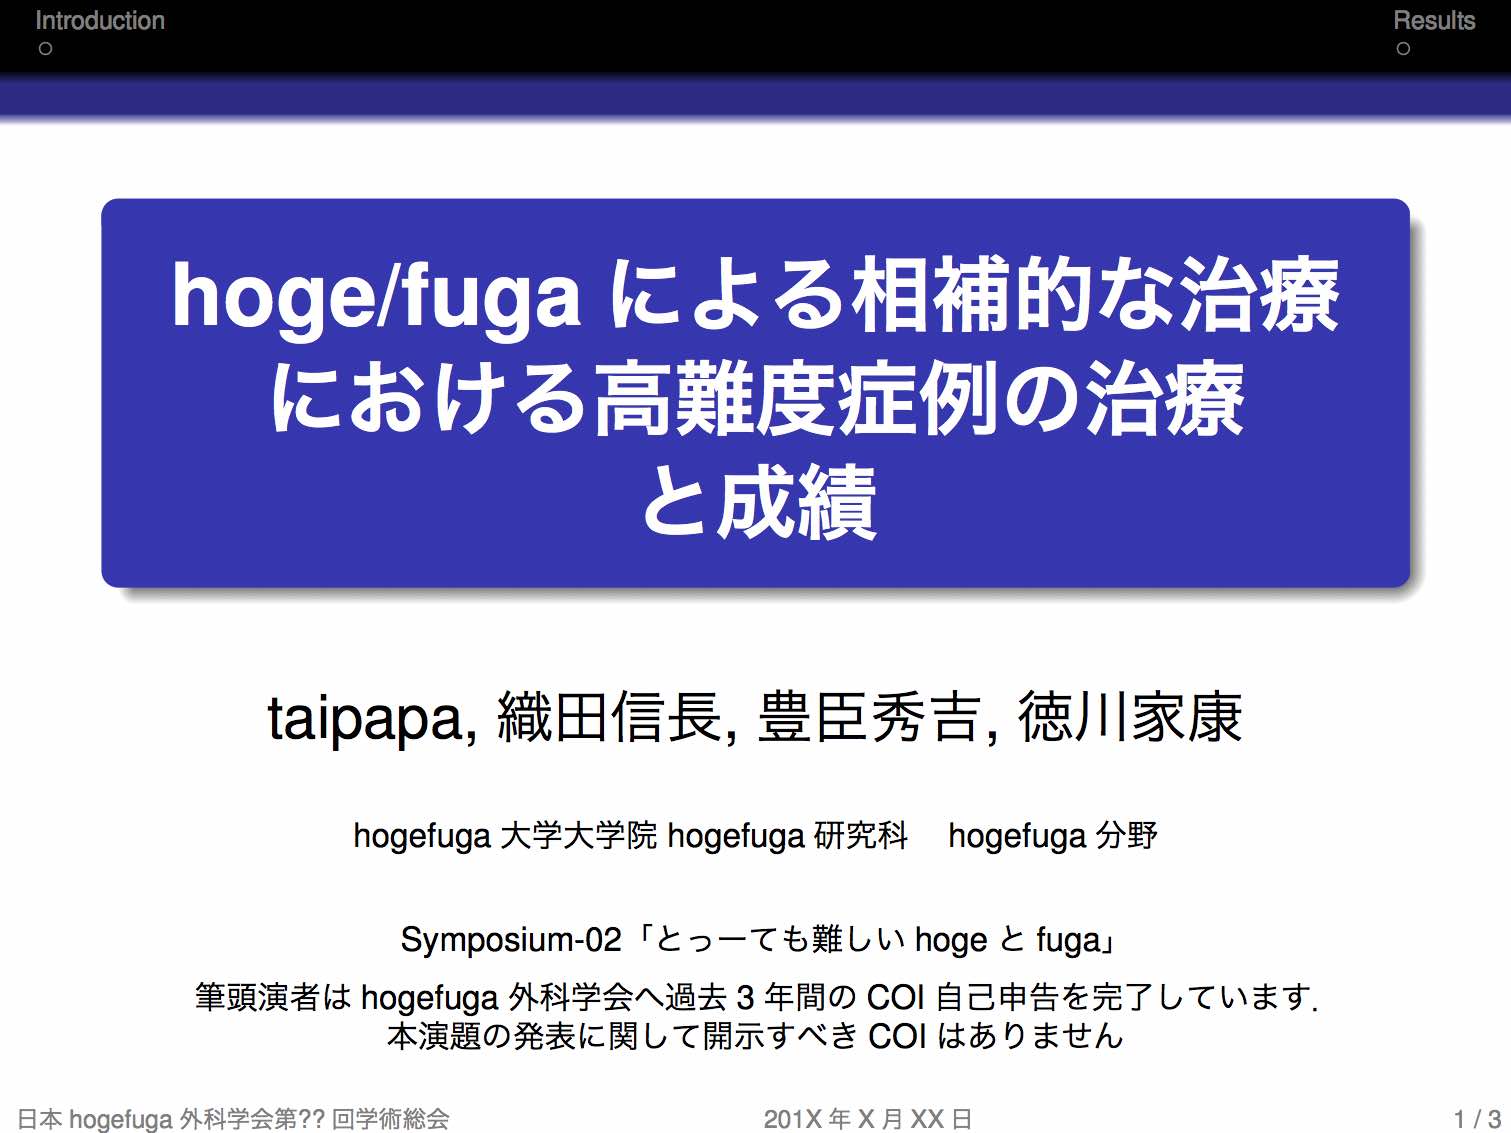 Introduction Results
hoge/fuga による相補的な治療
における高難度症例の治療
と成績
taipapa, 織田信長, 豊臣秀吉, 徳川家康
hogefuga 大学大学院 hogefuga 研究科　hogefuga 分野
Symposium-02「とっーても難しい hoge と fuga」
筆頭演者は hogefuga 外科学会へ過去 3 年間の COI 自己申告を完了しています.
本演題の発表に関して開示すべき COI はありません
日本 hogefuga 外科学会第?? 回学術総会 201X 年 X 月 XX 日 1 / 3